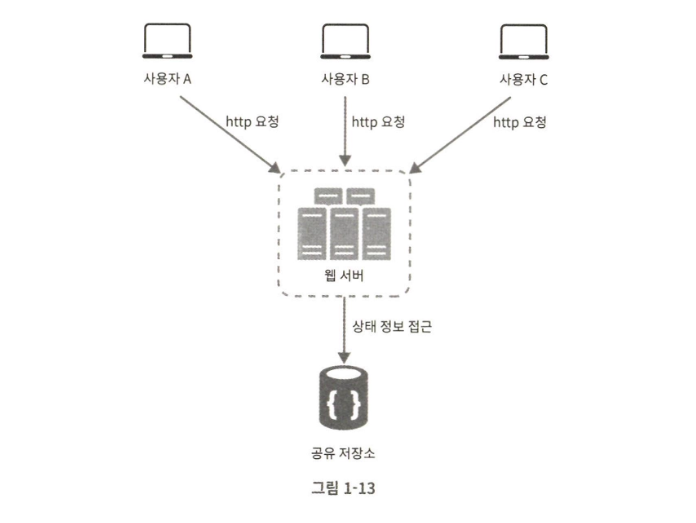 사용자 A
사용자 B
사용자 C
http 요청
http 요청
http 요청
웹 서버
상태 정보 접근
{ }
공유 저장소
그림 1-13